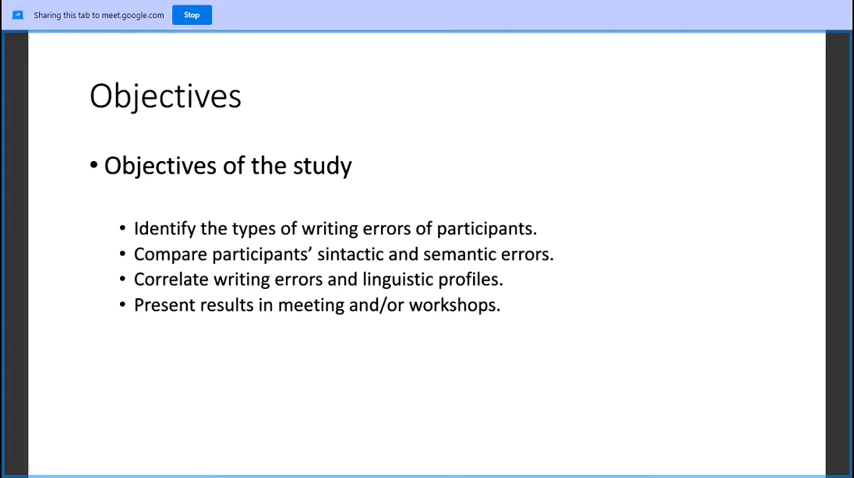 Sharing this tab to meet.google.com Stop
Objectives
• Objectives of the study
• Identify the types of writing errors of participants.
• Compare participants’ sintactic and semantic errors.
• Correlate writing errors and linguistic profiles.
• Present results in meeting and/or workshops.